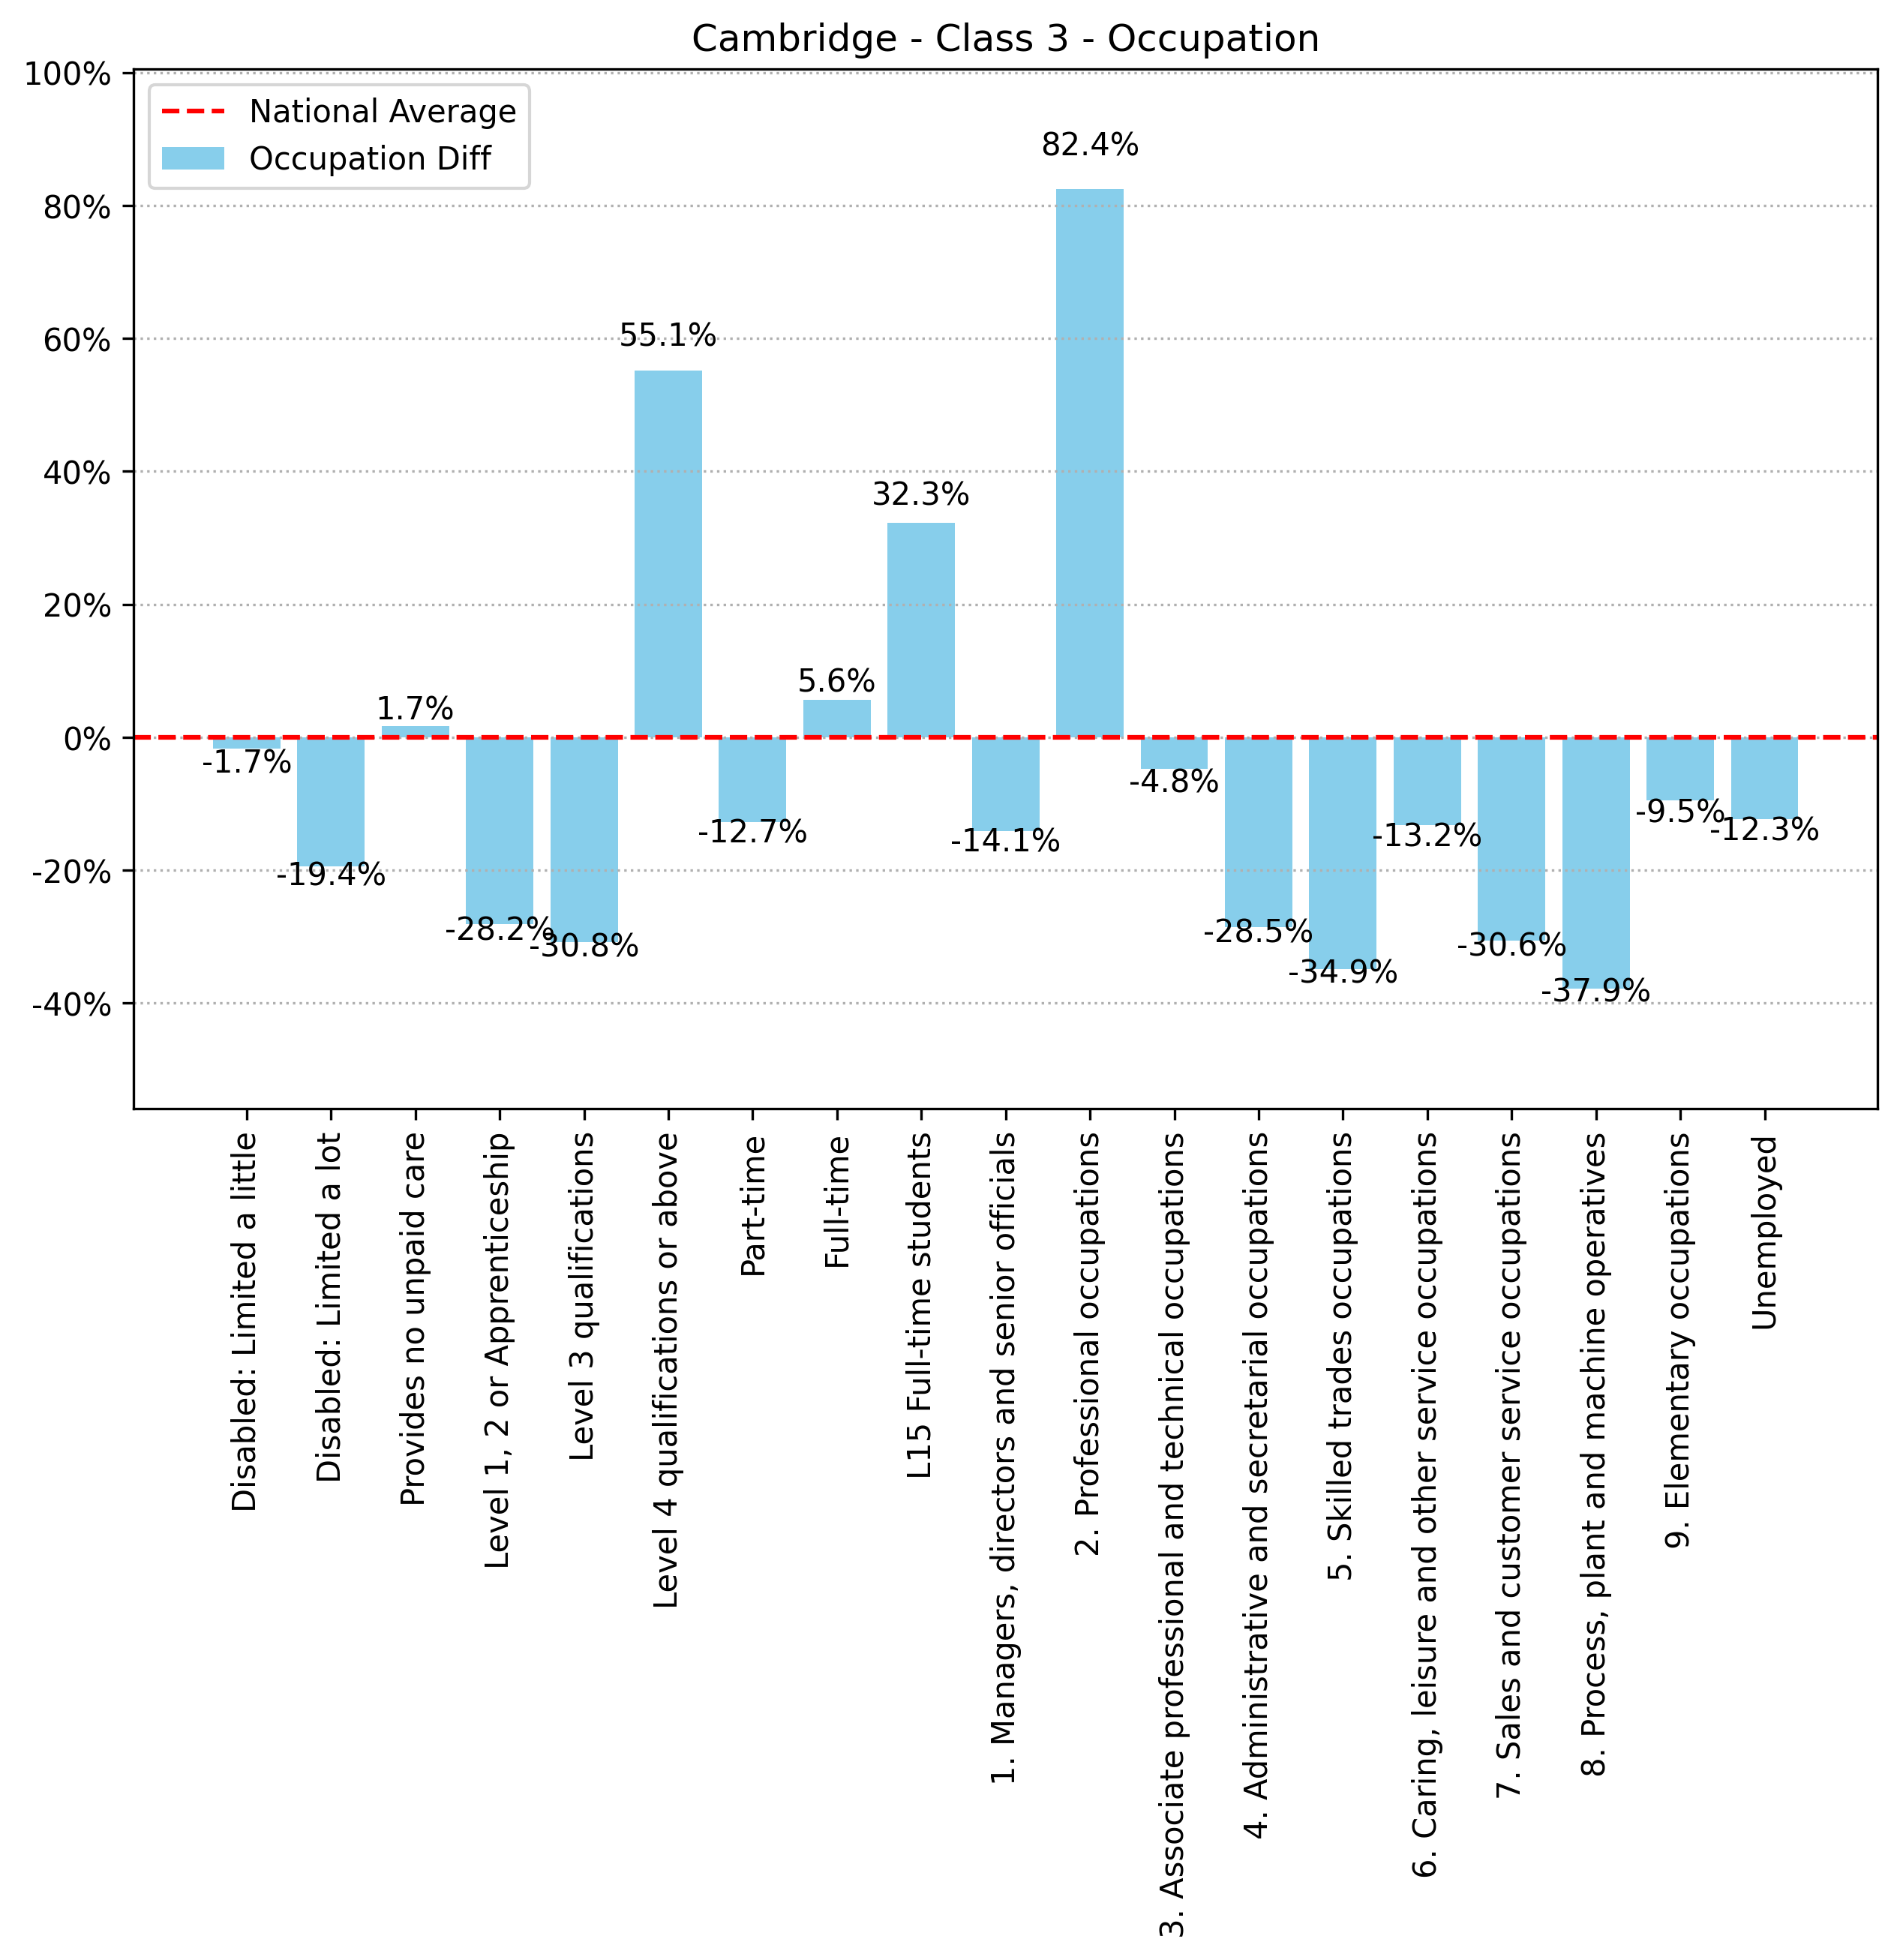 Cambridge - Class 3 - Occupation
100%
80%
60%
40%
20%
0%
-20%
-40%
National Average
Occupation Diff
-1.7%
-19.4%
1.7%
-28.2%
-30.8%
55.1%
-12.7%
5.6%
32.3%
-14.1%
82.4%
-4.8%
-28.5%
-34.9%
-13.2%
-30.6%
-37.9%
-9.5%
-12.3%
Disabled: Limited a little
Disabled: Limited a lot
Provides no unpaid care
Level 1, 2 or Apprenticeship
Level 3 qualifications
Level 4 qualifications or above
Part-time
Full-time
L15 Full-time students
1. Managers, directors and senior officials
2. Professional occupations
3. Associate professional and technical occupations
4. Administrative and secretarial occupations
5. Skilled trades occupations
6. Caring, leisure and other service occupations
7. Sales and customer service occupations
8. Process, plant and machine operatives
9. Elementary occupations
Unemployed